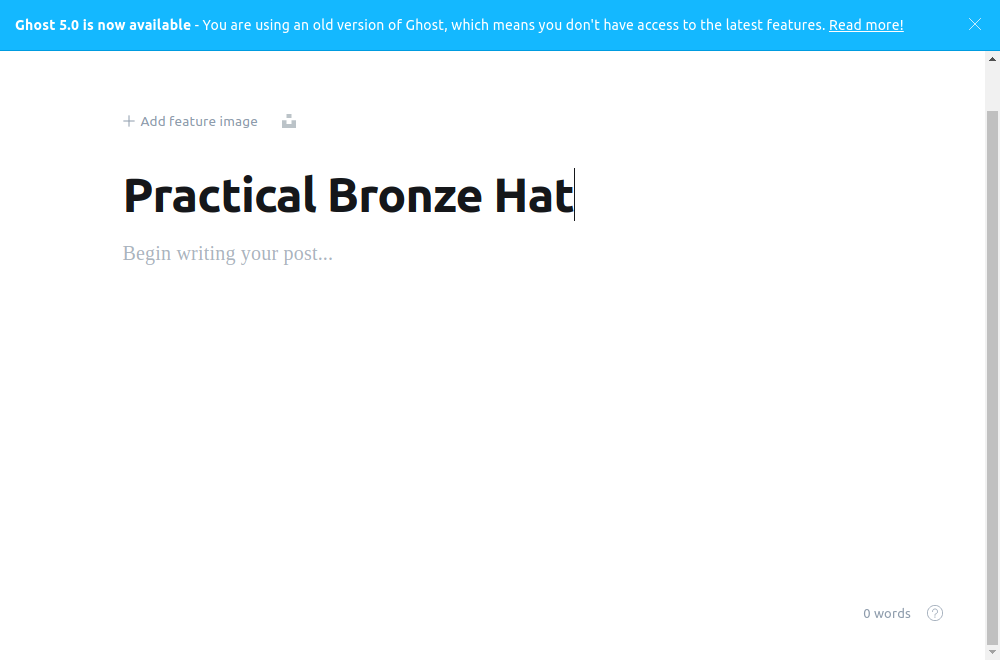 Ghost 5.0 is now available - You are using an old version of Ghost, which means you don't have access to the latest features. Read more!
Add feature image
Practical Bronze Hat
Begin writing your post...
0 words
?